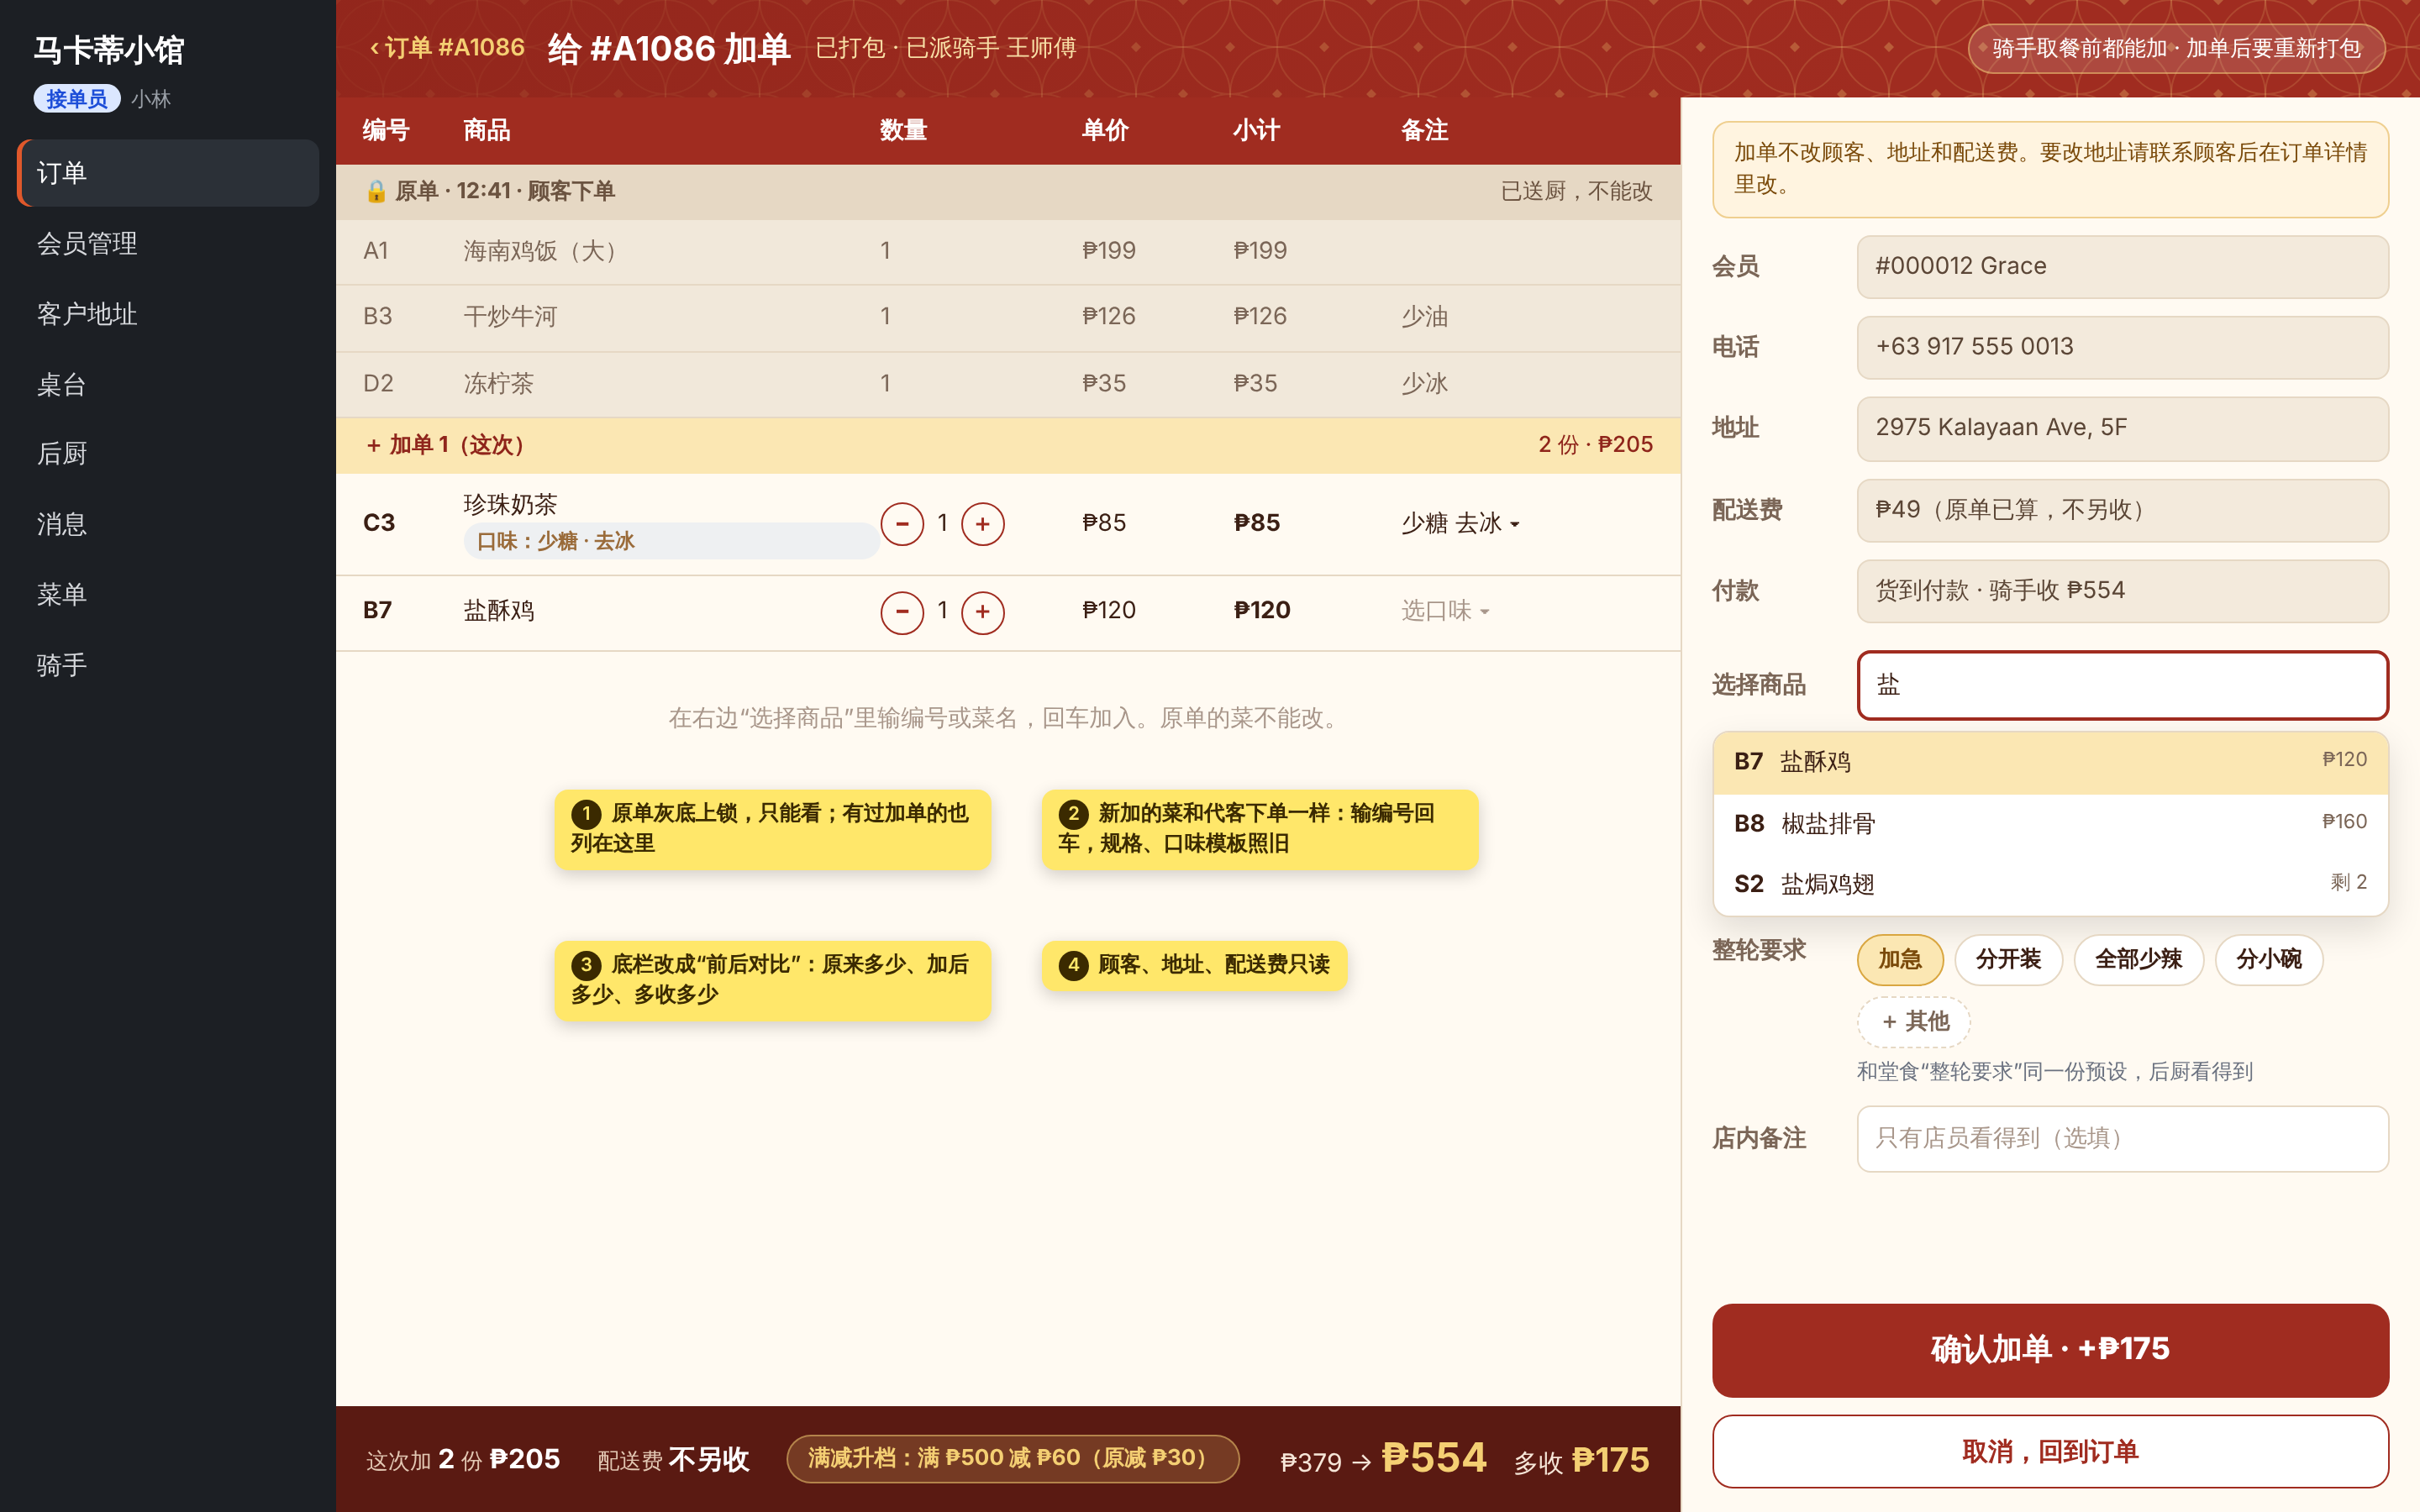 马卡蒂小馆
接单员 小林
订单
会员管理
客户地址
桌台
后厨
消息
菜单
骑手
‹ 订单 #A1086 给 #A1086 加单 已打包 · 已派骑手 王师傅 骑手取餐前都能加 · 加单后要重新打包
编号 商品 数量 单价 小计 备注
🔒 原单 · 12:41 · 顾客下单 已送厨，不能改
A1 海南鸡饭（大） 1 ₱199 ₱199
B3 干炒牛河 1 ₱126 ₱126 少油
D2 冻柠茶 1 ₱35 ₱35 少冰
+ 加单 1（这次） 2 份 · ₱205
C3 珍珠奶茶 − 1 + ₱85 ₱85 少糖 去冰
口味：少糖 · 去冰
B7 盐酥鸡 − 1 + ₱120 ₱120 选口味
在右边“选择商品”里输编号或菜名，回车加入。原单的菜不能改。
1 原单灰底上锁，只能看；有过加单的也
列在这里
2 新加的菜和代客下单一样：输编号回
车，规格、口味模板照旧
3 底栏改成“前后对比”：原来多少、加后
多少、多收多少
4 顾客、地址、配送费只读
这次加 2 份 ₱205 配送费 不另收 满减升档：满 ₱500 减 ₱60（原减 ₱30） ₱379 → ₱554 多收 ₱175
加单不改顾客、地址和配送费。要改地址请联系顾客后在订单详情
里改。
会员 #000012 Grace
电话 +63 917 555 0013
地址 2975 Kalayaan Ave, 5F
配送费 ₱49（原单已算，不另收）
付款 货到付款 · 骑手收 ₱554
选择商品 盐
B7 盐酥鸡 ₱120
B8 椒盐排骨 ₱160
S2 盐焗鸡翅 剩 2
整轮要求 加急 分开装 全部少辣 分小碗
+ 其他
和堂食“整轮要求”同一份预设，后厨看得到
店内备注 只有店员看得到（选填）
确认加单 · +₱175
取消，回到订单